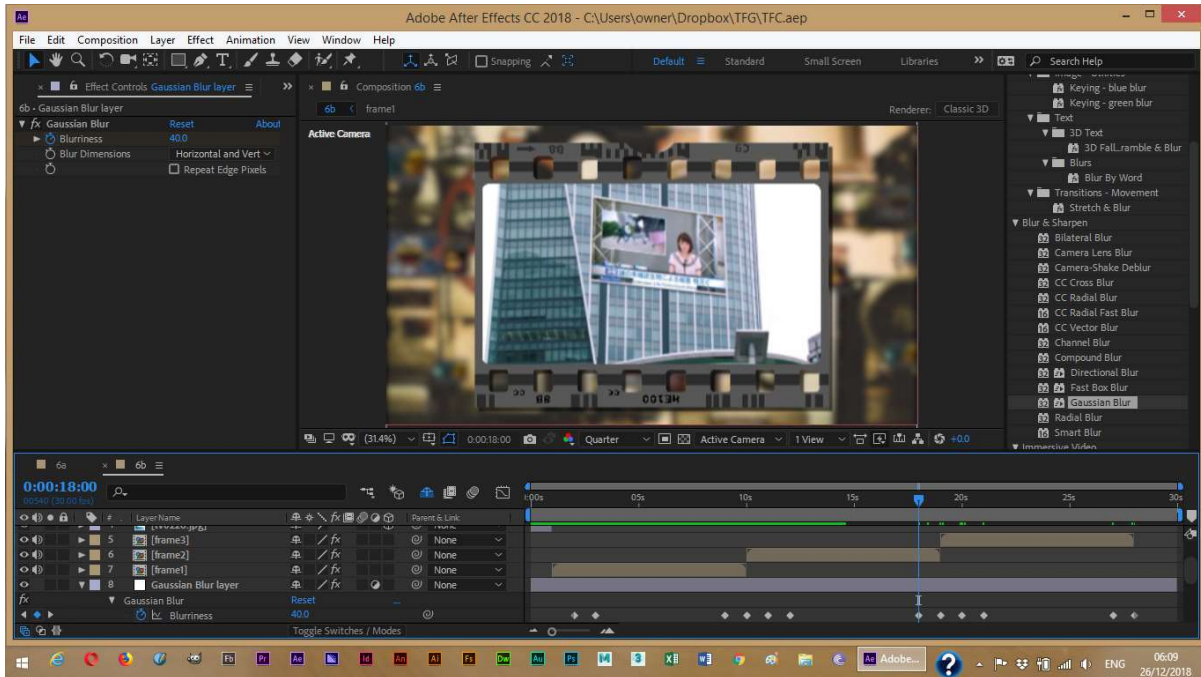 Adobe After Effects CC 2018 - C:\Users\owner\Dropbox\TFG\TFC.aep
File Edit Composition Layer Effect Animation View Window Help
Snapping Default Standard Small Screen Libraries Search Help
Effect Controls Gaussian Blur layer
6b • Gaussian Blur layer
fx Gaussian Blur Reset About
Blurriness 40.0
Blur Dimensions Horizontal and Vert
Repeat Edge Pixels
Composition 6b
6b frame1 Renderer: Classic 3D
Active Camera
(31.4%) 0:00:18:00 Quarter Active Camera 1 View +0.0
Keying - blue blur
Keying - green blur
Text
3D Text
3D Fall...ramble & Blur
Blurs
Blur By Word
Transitions - Movement
Stretch & Blur
Blur & Sharpen
Bilateral Blur
Camera Lens Blur
Camera-Shake Deblur
CC Cross Blur
CC Radial Blur
CC Radial Fast Blur
CC Vector Blur
Channel Blur
Compound Blur
Directional Blur
Fast Box Blur
Gaussian Blur
Radial Blur
Smart Blur
Immersive Video
6a 6b
0:00:18:00
00540 (30.00 fps)
05s 10s 15s 20s 25s 30s
# Layer Name Parent & Link
5 [frame3] None
6 [frame2] None
7 [frame1] None
8 Gaussian Blur layer None
fx Gaussian Blur Reset
Blurriness 40.0
Toggle Switches / Modes
Adobe... ENG 06:09
26/12/2018